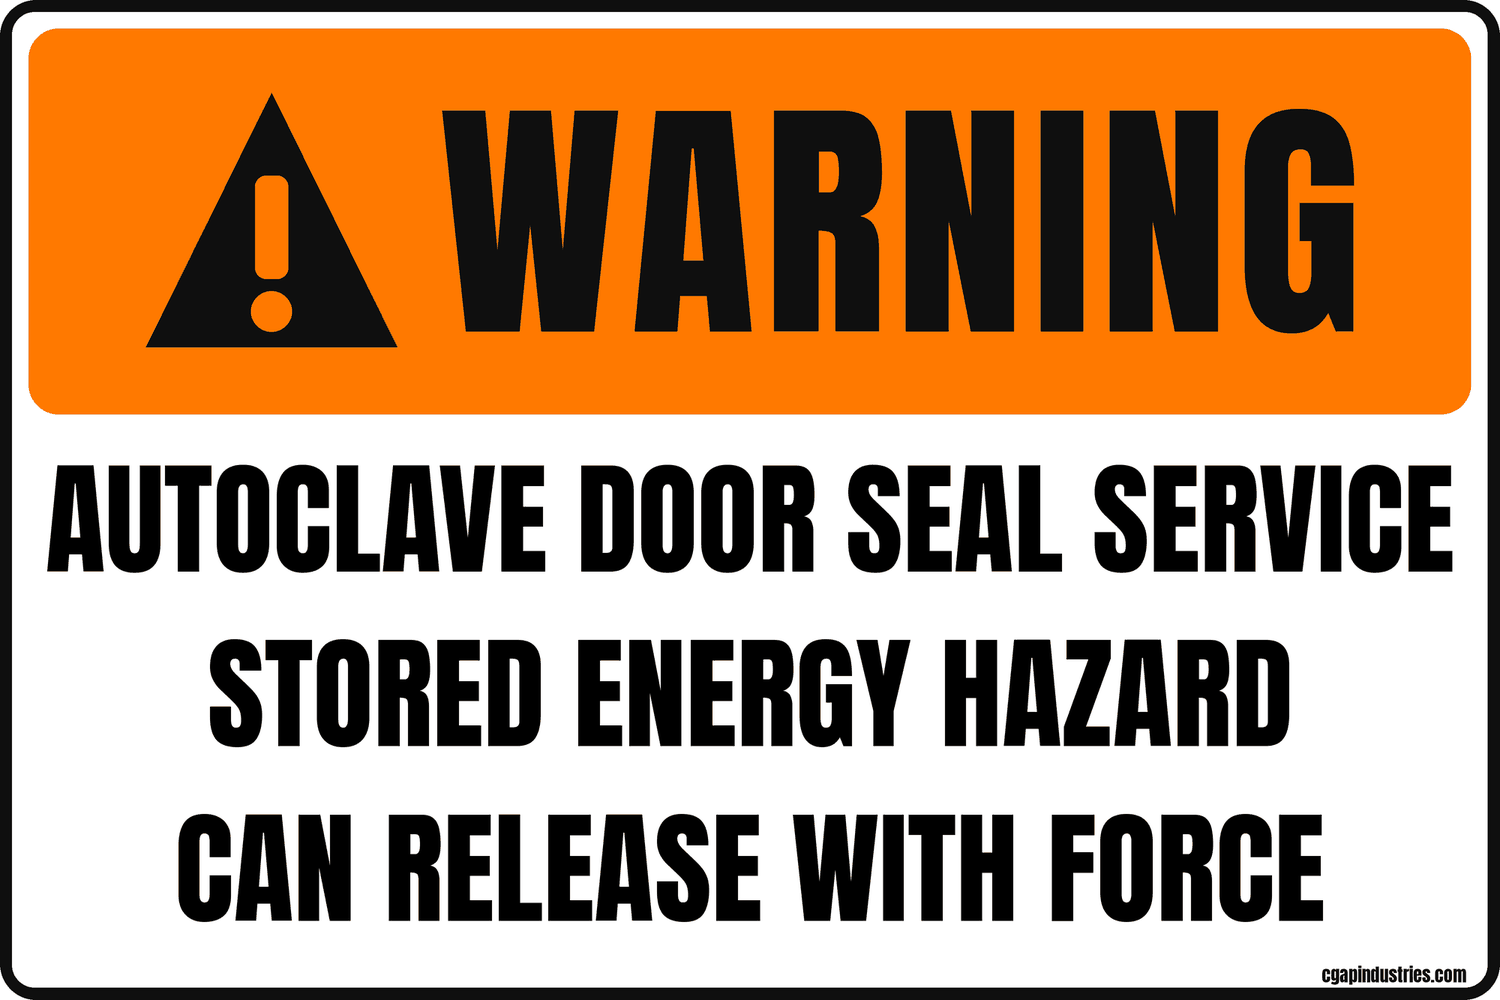 WARNING
AUTOCLAVE DOOR SEAL SERVICE
STORED ENERGY HAZARD
CAN RELEASE WITH FORCE
cgapindustries.com